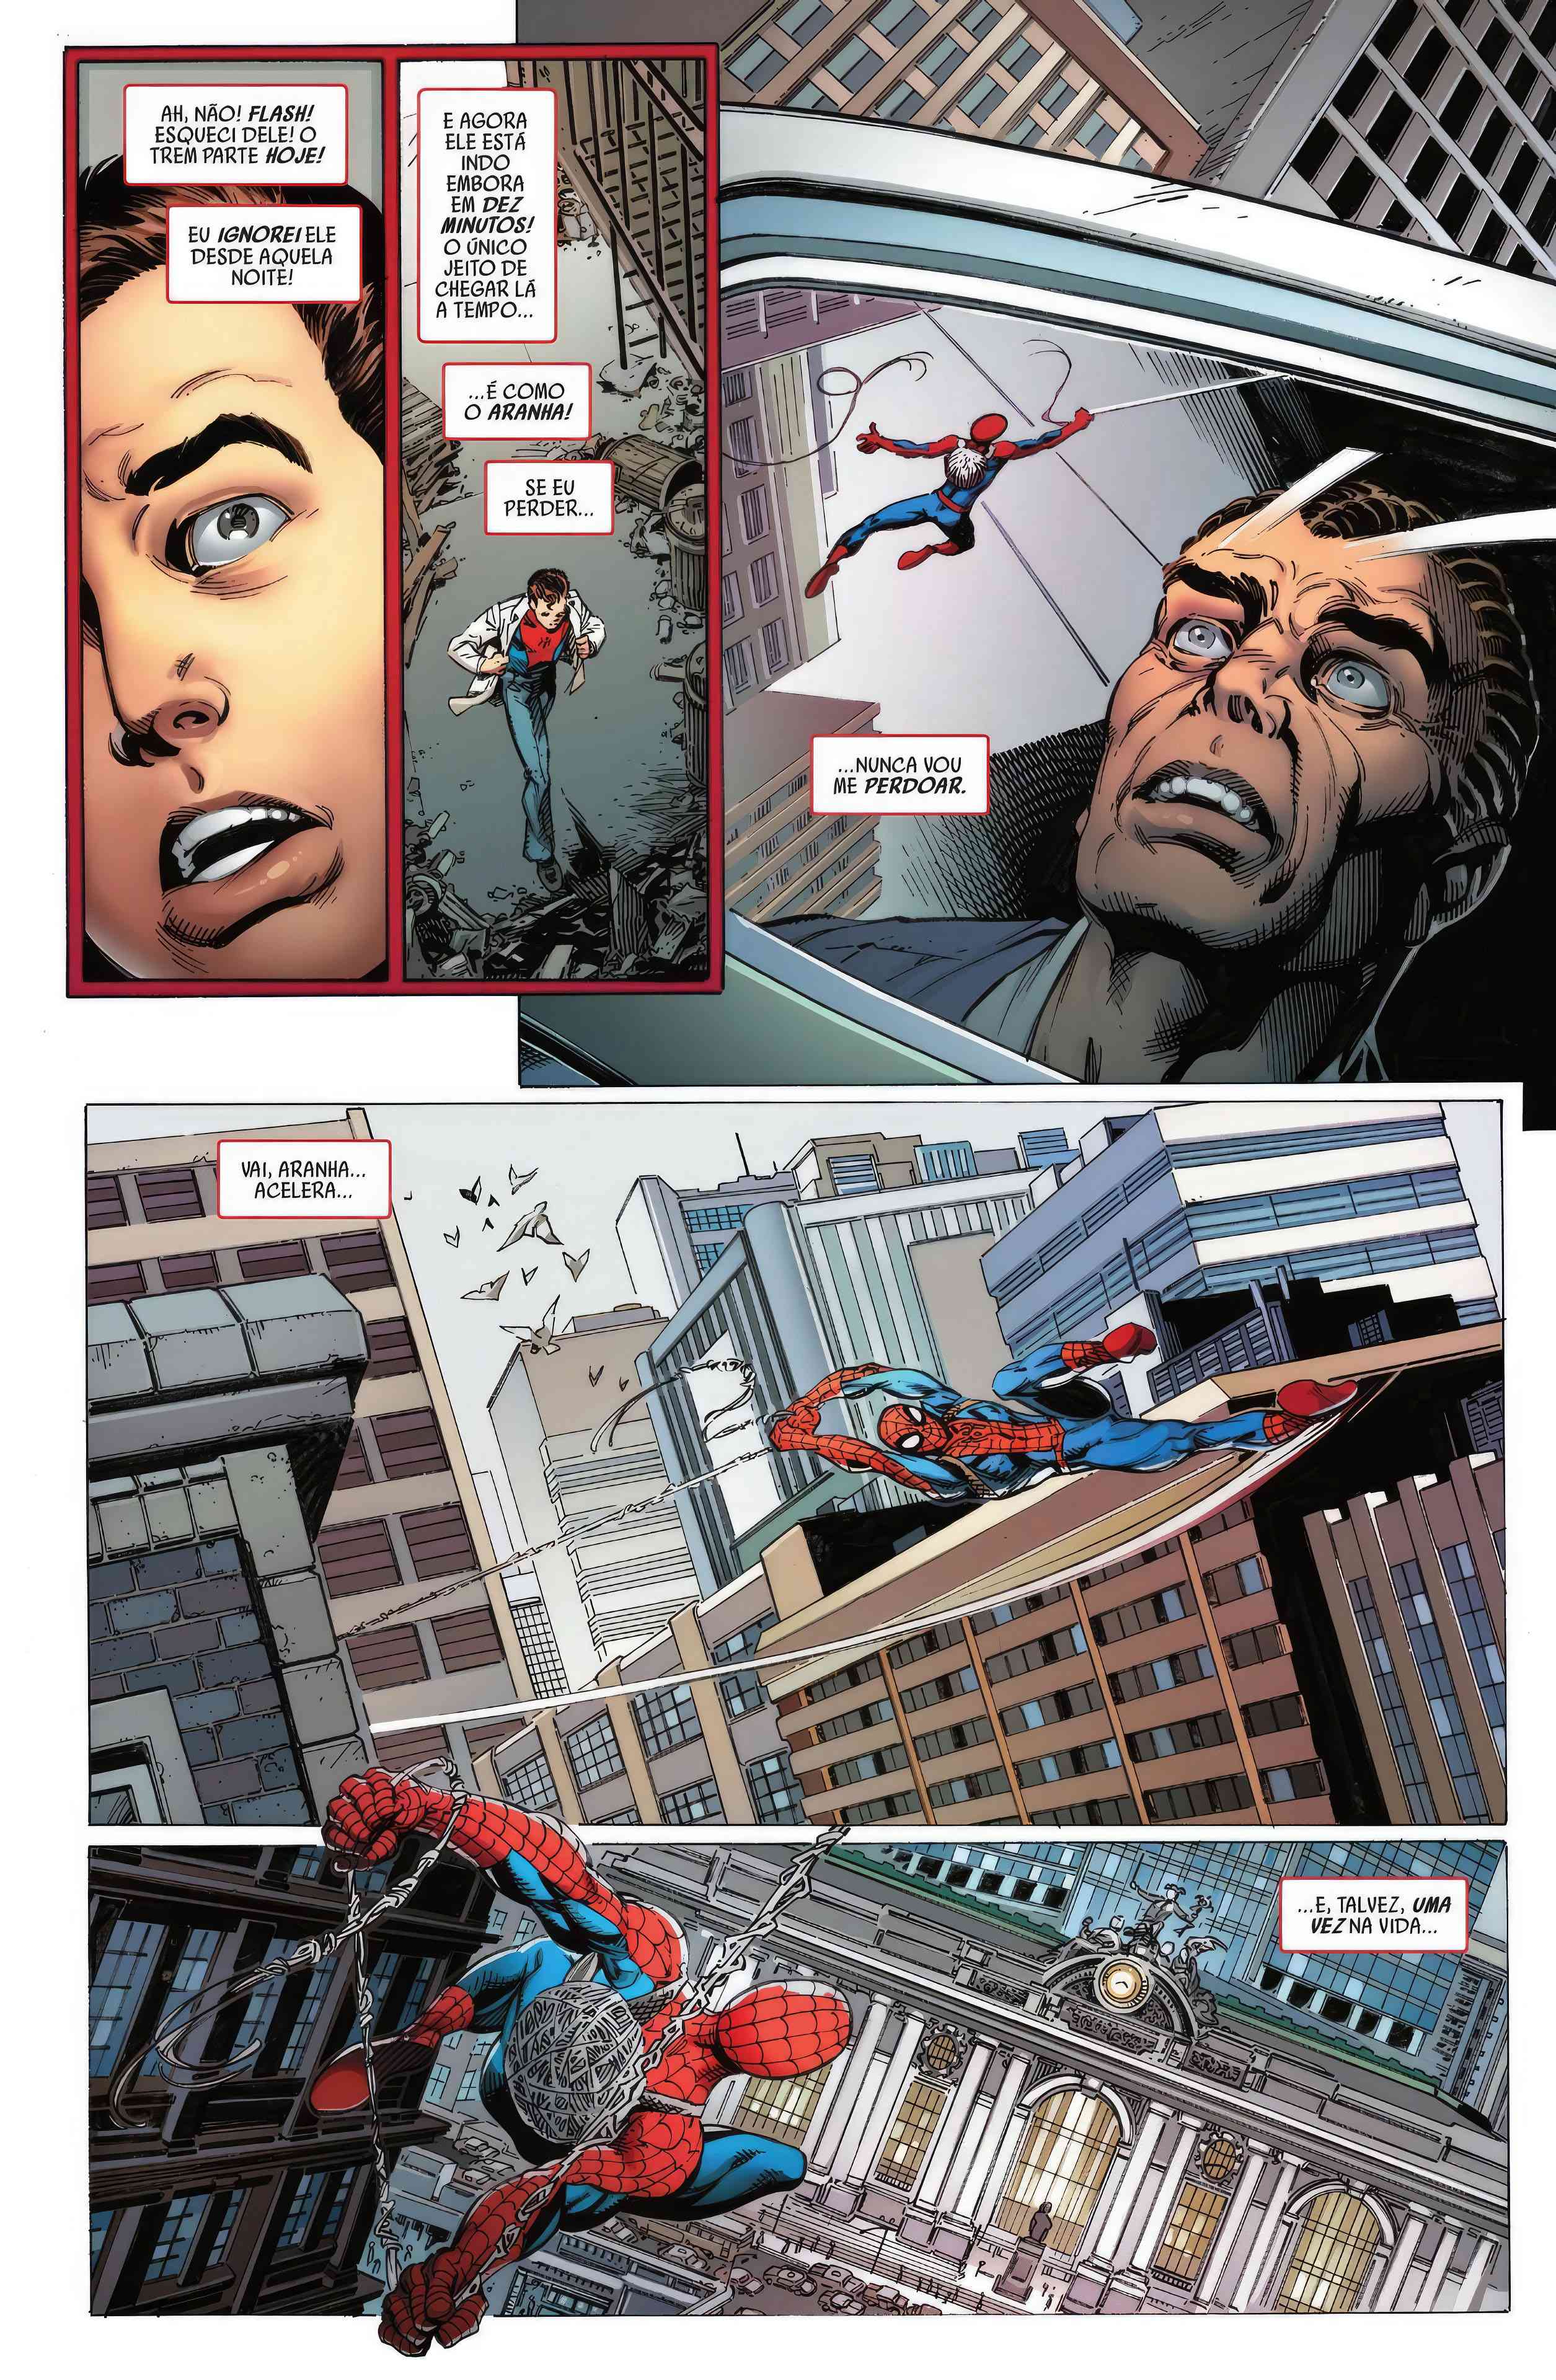 AH, NÃO! FLASH!
ESQUECI DELE! O
TREM PARTE HOJE!
EU IGNOREI ELE
DESDE AQUELA
NOITE!
E AGORA
ELE ESTÁ
INDO
EMBORA
EM DEZ
MINUTOS!
O ÚNICO
JEITO DE
CHEGAR LÁ
A TEMPO...
...É COMO
O ARANHA!
SE EU
PERDER...
...NUNCA VOU
ME PERDOAR.
VAI, ARANHA...
ACELERA...
...E, TALVEZ, UMA
VEZ NA VIDA...